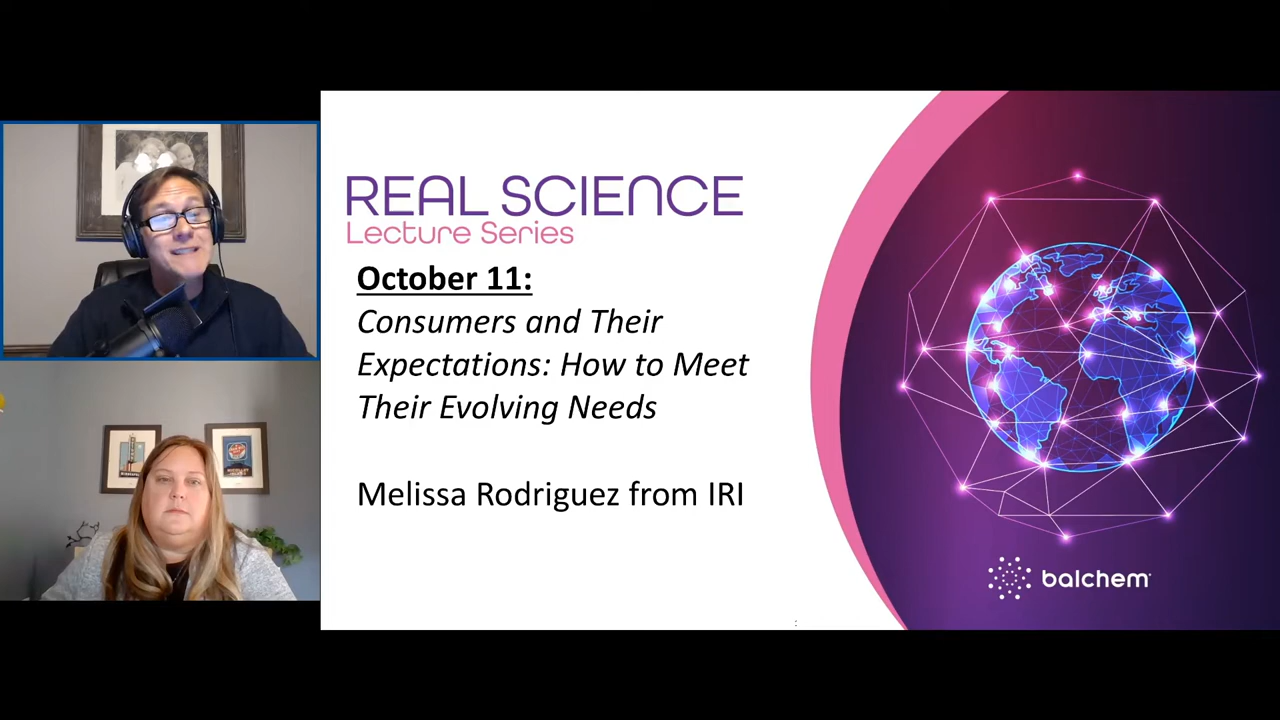 REAL SCIENCE
Lecture Series
October 11:
Consumers and Their
Expectations: How to Meet
Their Evolving Needs
Melissa Rodriguez from IRI
balchem